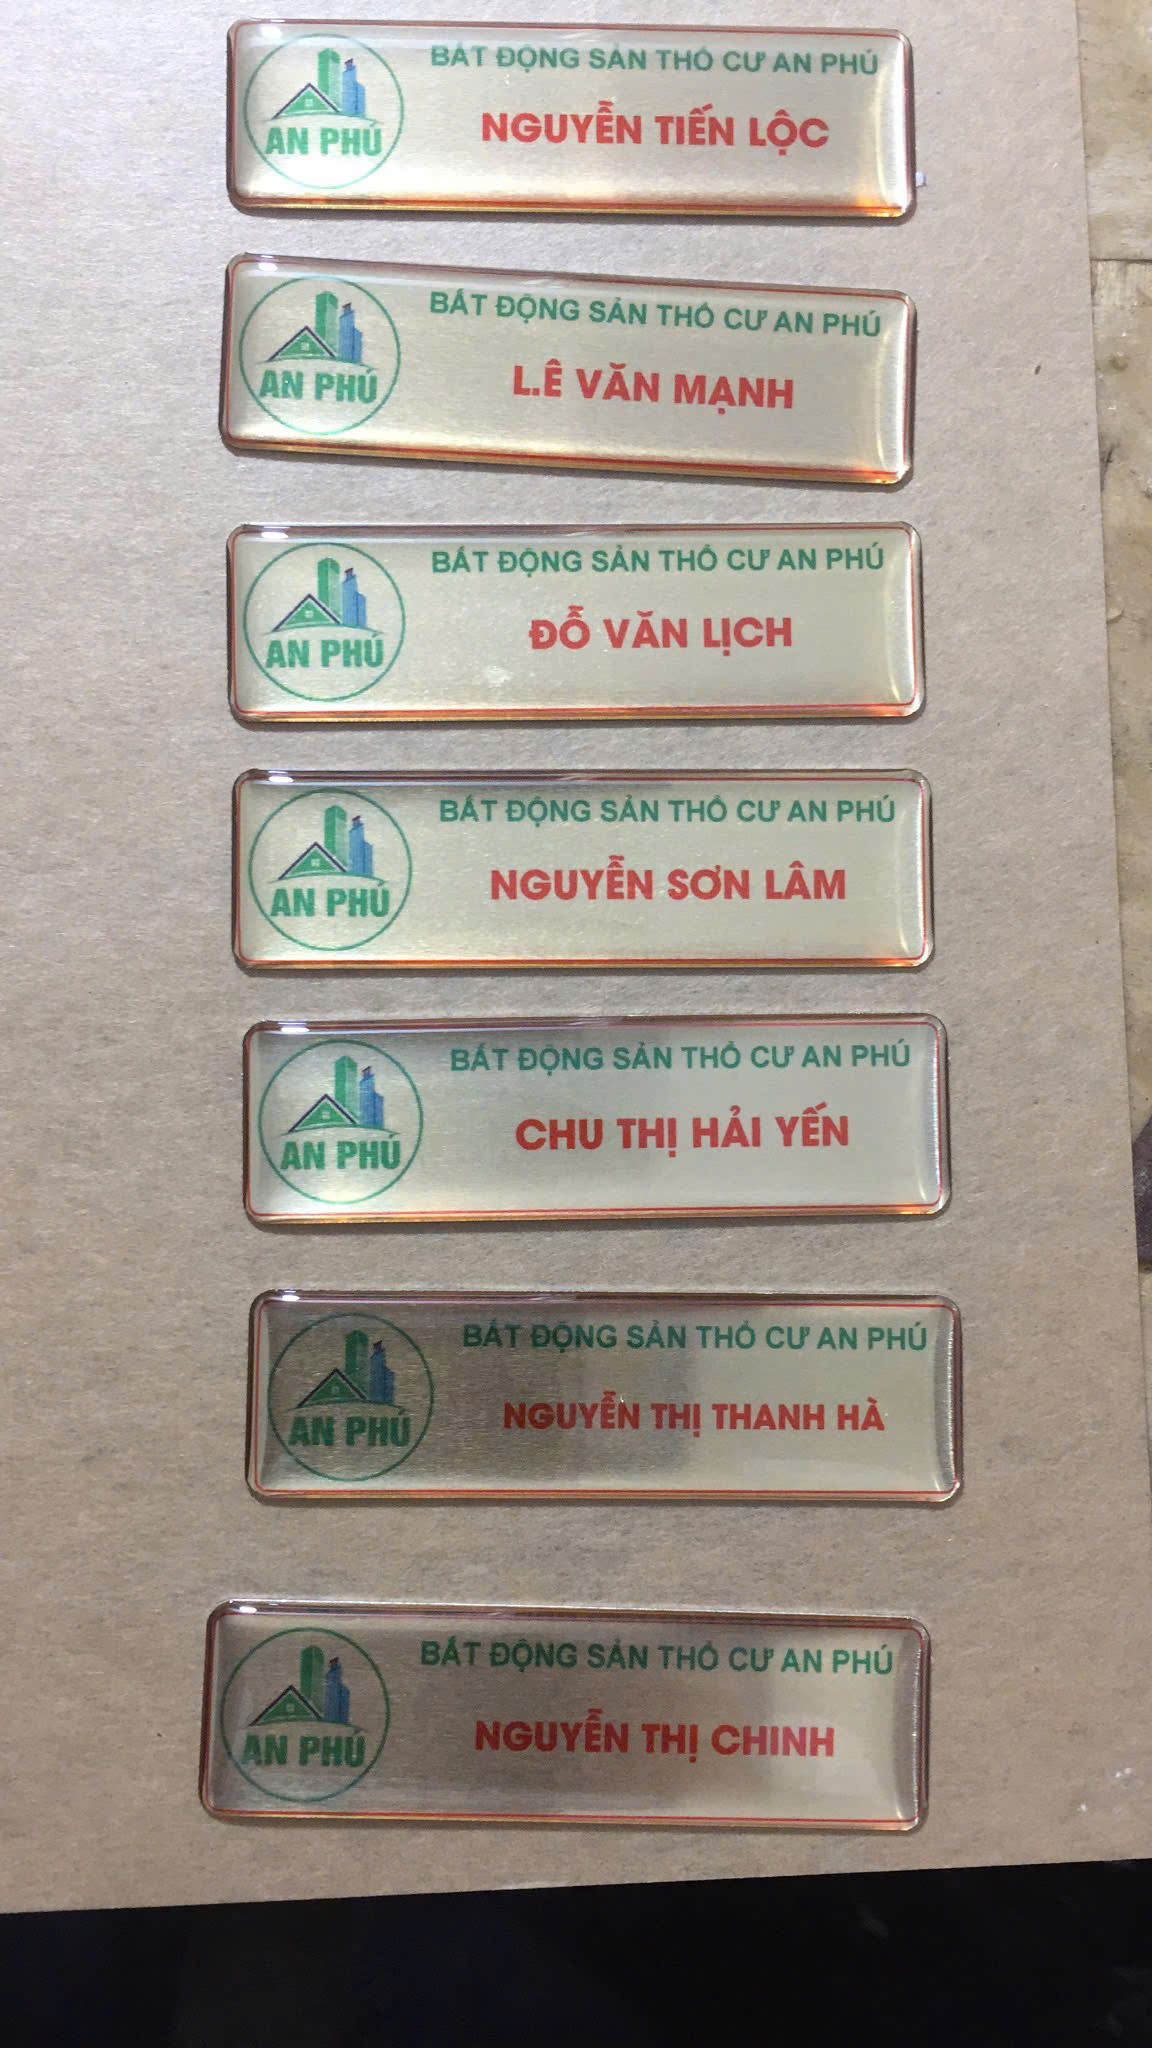 BẤT ĐỘNG SẢN THỔ CƯ AN PHÚ
AN PHÚ
NGUYỄN TIẾN LỘC
BẤT ĐỘNG SẢN THỔ CƯ AN PHÚ
AN PHÚ
L.Ê VĂN MẠNH
BẤT ĐỘNG SẢN THỔ CƯ AN PHÚ
AN PHÚ
ĐỖ VĂN LỊCH
BẤT ĐỘNG SẢN THỔ CƯ AN PHÚ
AN PHÚ
NGUYỄN SƠN LÂM
BẤT ĐỘNG SẢN THỔ CƯ AN PHÚ
AN PHÚ
CHU THỊ HẢI YẾN
BẤT ĐỘNG SẢN THỔ CƯ AN PHÚ
AN PHÚ
NGUYỄN THỊ THANH HÀ
BẤT ĐỘNG SẢN THỔ CƯ AN PHÚ
AN PHÚ
NGUYỄN THỊ CHINH